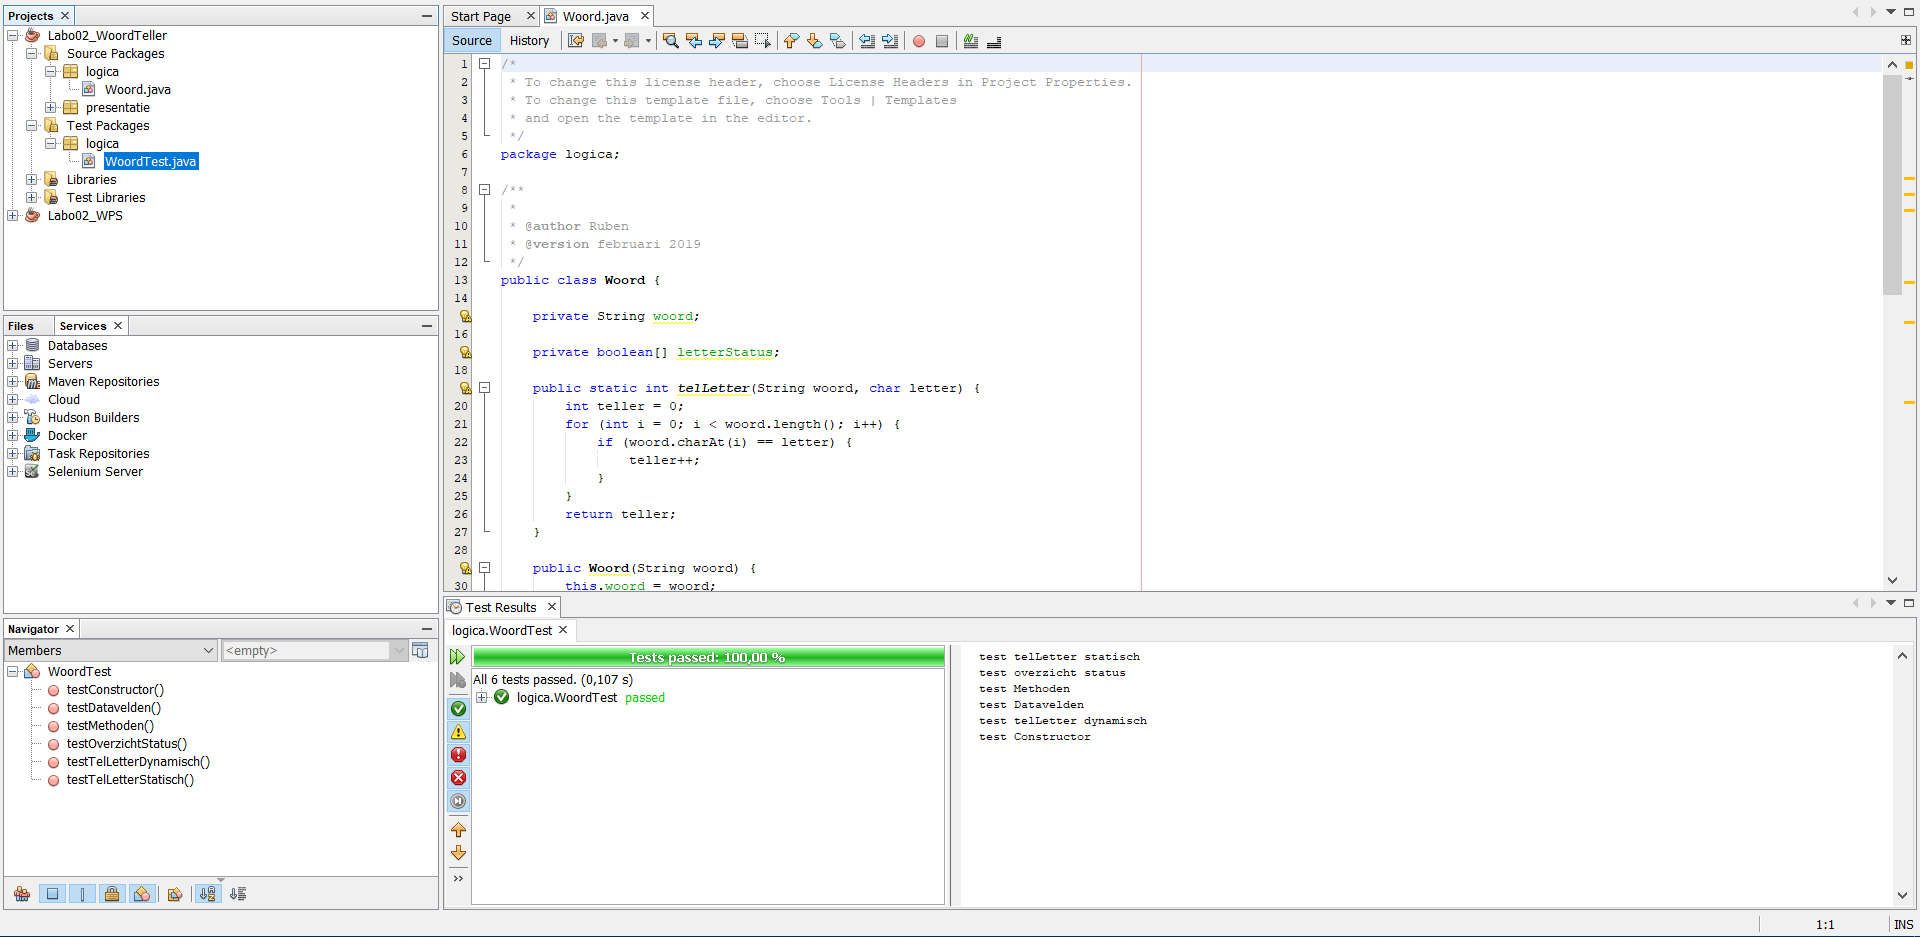 Projects
Labo02_WoordTeller
Source Packages
logica
Woord.java
presentatie
Test Packages
logica
WoordTest.java
Libraries
Test Libraries
Labo02_WPS
Files Services
Databases
Servers
Maven Repositories
Cloud
Hudson Builders
Docker
Task Repositories
Selenium Server
Navigator
Members <empty>
WoordTest
testConstructor()
testDatavelden()
testMethoden()
testOverzichtStatus()
testTelLetterDynamisch()
testTelLetterStatisch()
Start Page Woord.java
Source History
1 /*
2 * To change this license header, choose License Headers in Project Properties.
3 * To change this template file, choose Tools | Templates
4 * and open the template in the editor.
5 */
6 package logica;
7
8 /**
9 *
10 * @author Ruben
11 * @version februari 2019
12 */
13 public class Woord {
14
private String woord;
16
private boolean[] letterStatus;
18
public static int telLetter(String woord, char letter) {
20 int teller = 0;
21 for (int i = 0; i < woord.length(); i++) {
22 if (woord.charAt(i) == letter) {
23 teller++;
24 }
25 }
26 return teller;
27 }
28
public Woord(String woord) {
30 this.woord = woord;
Test Results
logica.WoordTest
Tests passed: 100,00 %
All 6 tests passed. (0,107 s)
logica.WoordTest passed
test telLetter statisch
test overzicht status
test Methoden
test Datavelden
test telLetter dynamisch
test Constructor
1:1 INS